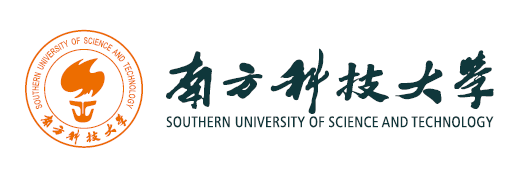 SOUTHERN UNIVERSITY OF SCIENCE AND TECHNOLOGY
南方科技大学
南方科技大学
SOUTHERN UNIVERSITY OF SCIENCE AND TECHNOLOGY